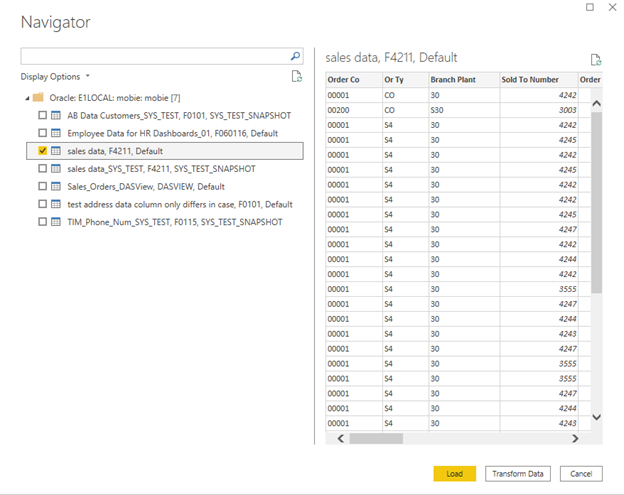 Navigator
Display Options
Oracle: E1LOCAL: mobie: mobie [7]
AB Data Customers_SYS_TEST, F0101, SYS_TEST_SNAPSHOT
Employee Data for HR Dashboards_01, F060116, Default
sales data, F4211, Default
sales data_SYS_TEST, F4211, SYS_TEST_SNAPSHOT
Sales_Orders_DASView, DASVIEW, Default
test address data column only differs in case, F0101, Default
TIM_Phone_Num_SYS_TEST, F0115, SYS_TEST_SNAPSHOT
sales data, F4211, Default
Order Co Or Ty Branch Plant Sold To Number Order
00001 CO 30 4242
00200 CO S30 3003
00001 S4 30 4242
00001 S4 30 4245
00001 S4 30 4242
00001 S4 30 4245
00001 S4 30 4242
00001 S4 30 4242
00001 S4 30 4245
00001 S4 30 4247
00001 S4 30 4242
00001 S4 30 4244
00001 S4 30 4242
00001 S4 30 3555
00001 S4 30 4247
00001 S4 30 4244
00001 S4 30 4243
00001 S4 30 4247
00001 S4 30 3555
00001 S4 30 3555
00001 S4 30 4247
00001 S4 30 4244
00001 S4 30 4243
Load Transform Data Cancel